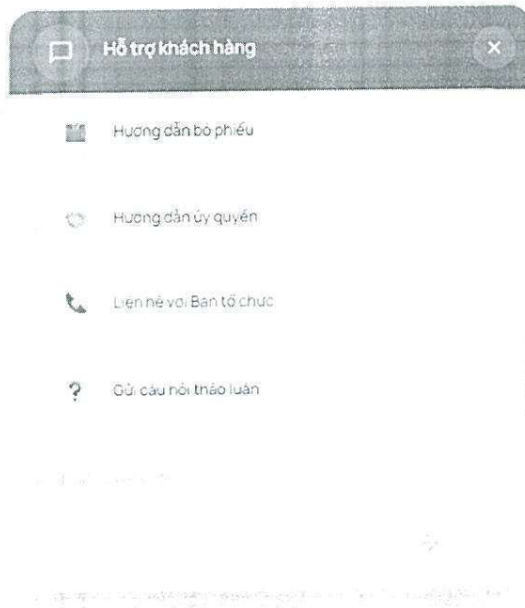 Hỗ trợ khách hàng
Hướng dẫn bỏ phiếu
Hướng dẫn ủy quyền
Liên hệ với Ban tổ chức
Gửi câu hỏi thảo luận